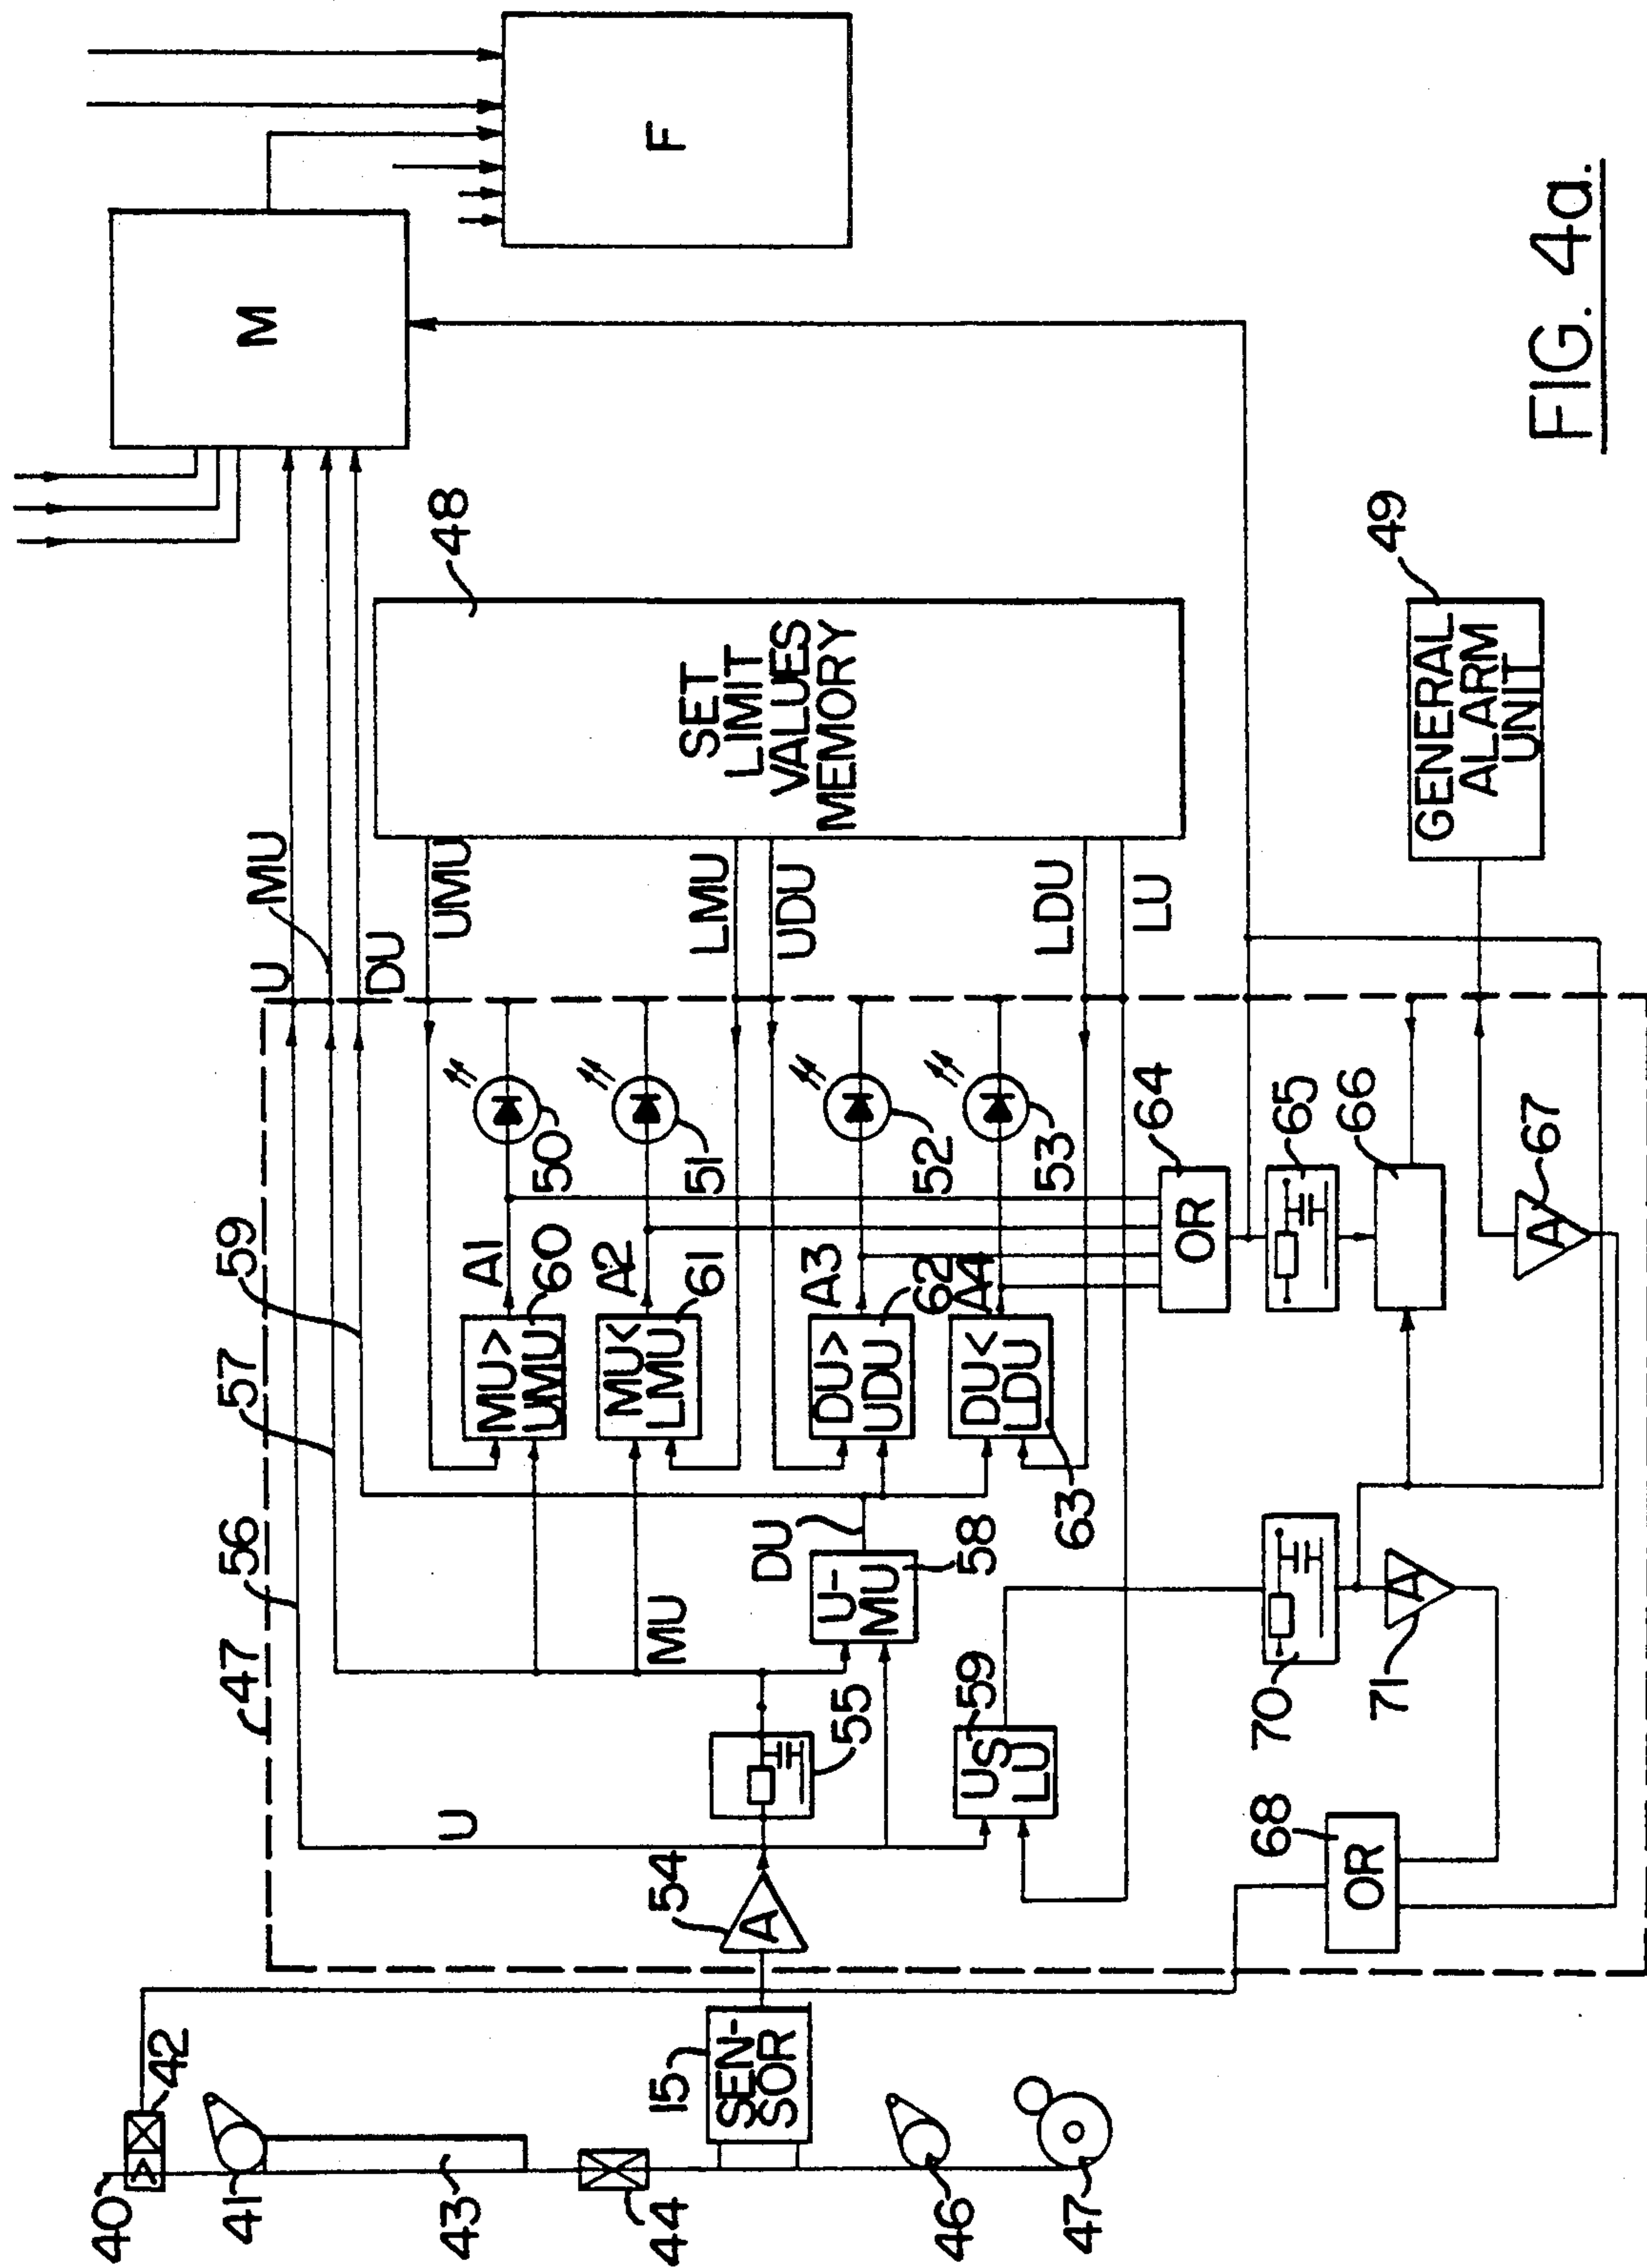 40
42
41
43
44
15
SEN-
SOR
46
47
47
56
57
59
U
MU
DU
U
54
A
55
MU
U-
MU
58
DU
59
US
LU
MU>
UMU
60
A1
50
MU<
LMU
61
A2
51
DU>
UDU
62
A3
52
DU<
LDU
63
A4
53
UMU
LMU
UDU
LDU
LU
48
SET
LIMIT
VALUES
MEMORY
M
F
OR
64
65
66
A
67
68
OR
70
A
71
49
GENERAL
ALARM
UNIT
FIG. 4a.